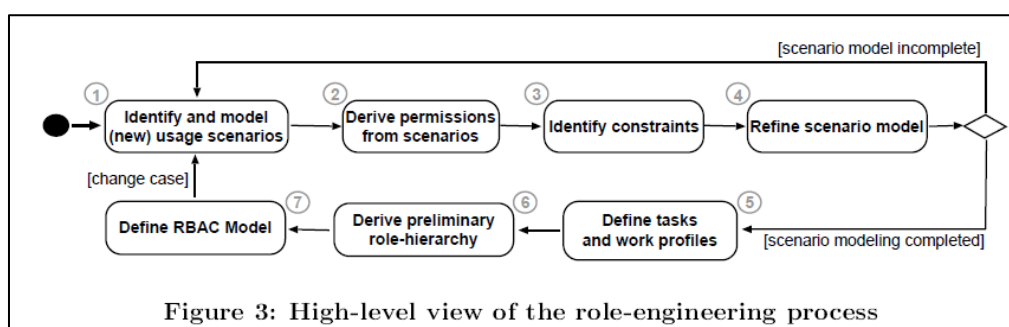 [scenario model incomplete]
1
Identify and model
(new) usage scenarios
2
Derive permissions
from scenarios
3
Identify constraints
4
Refine scenario model
[change case]
7
Define RBAC Model
6
Derive preliminary
role-hierarchy
5
Define tasks
and work profiles
[scenario modeling completed]
Figure 3: High-level view of the role-engineering process